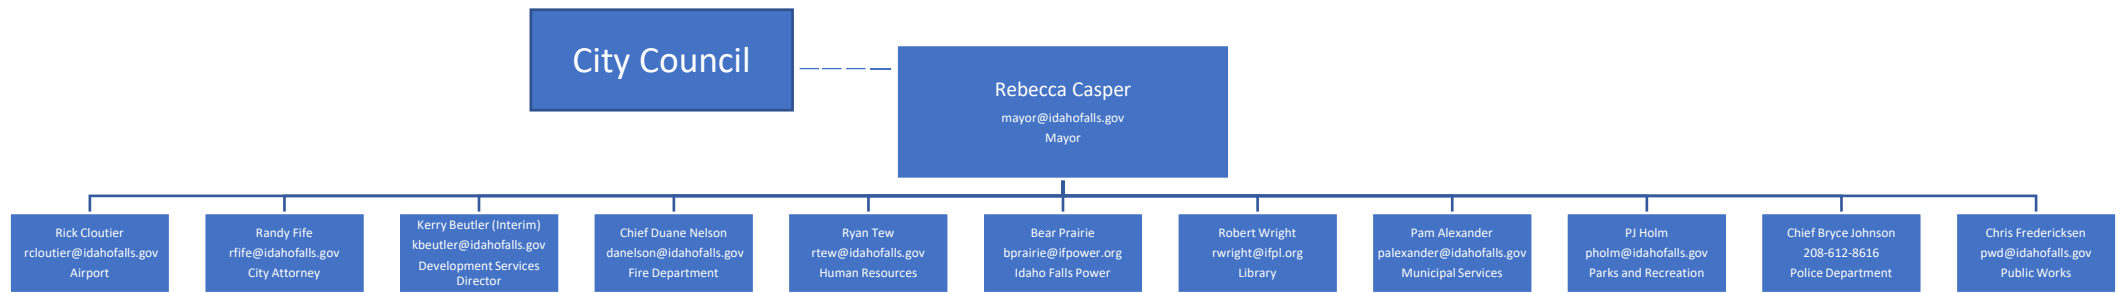 City Council
Rebecca Casper
mayor@idahofalls.gov
Mayor
Rick Cloutier
rcloutier@idahofalls.gov
Airport
Randy Fife
rfife@idahofalls.gov
City Attorney
Kerry Beutler (Interim)
kbeutler@idahofalls.gov
Development Services
Director
Chief Duane Nelson
danelson@idahofalls.gov
Fire Department
Ryan Tew
rtew@idahofalls.gov
Human Resources
Bear Prairie
bprairie@ifpower.org
Idaho Falls Power
Robert Wright
rwright@ifpl.org
Library
Pam Alexander
palexander@idahofalls.gov
Municipal Services
PJ Holm
pholm@idahofalls.gov
Parks and Recreation
Chief Bryce Johnson
208-612-8616
Police Department
Chris Fredericksen
pwd@idahofalls.gov
Public Works